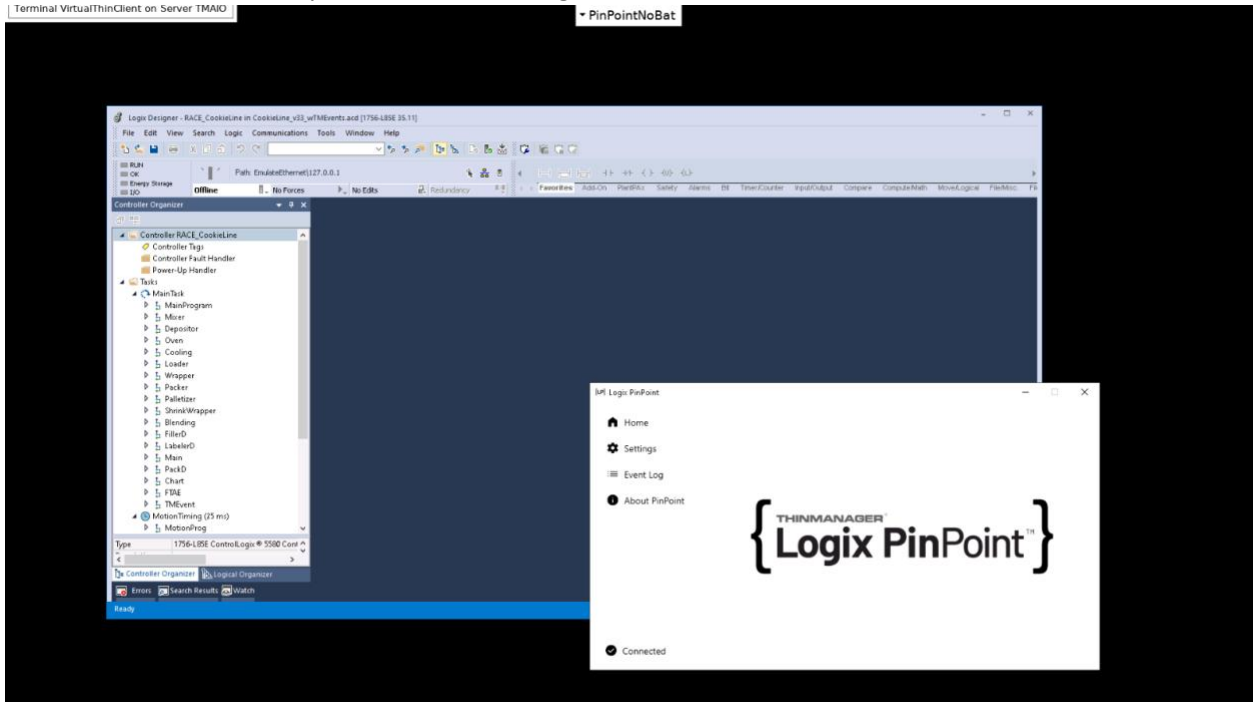 Terminal VirtualThinClient on Server TMAIO
PinPointNoBat
Logix Designer - RACE_CookieLine in CookieLine_v33_wTMEvents.acd [1756-L85E 35.11]
File Edit View Search Logic Communications Tools Window Help
RUN
OK
Energy Storage
I/O
Path: EmulateEthernet\127.0.0.1
Offline
No Forces
No Edits
Redundancy
Favorites Add-On PlantPAx Safety Alarms Bit Timer/Counter Input/Output Compare Compute/Math Move/Logical File/Misc. Fil
Controller Organizer
Controller RACE_CookieLine
Controller Tags
Controller Fault Handler
Power-Up Handler
Tasks
MainTask
MainProgram
Mixer
Depositor
Oven
Cooling
Loader
Wrapper
Packer
Palletizer
ShrinkWrapper
Blending
FillerD
LabelerD
Main
PackD
Chart
FTAE
TMEvent
MotionTiming (25 ms)
MotionProg
Type 1756-L85E ControlLogix® 5580 Cont
Controller Organizer Logical Organizer
Errors Search Results Watch
Ready
Logix PinPoint
Home
Settings
Event Log
About PinPoint
THINMANAGER®
{Logix PinPoint™}
Connected